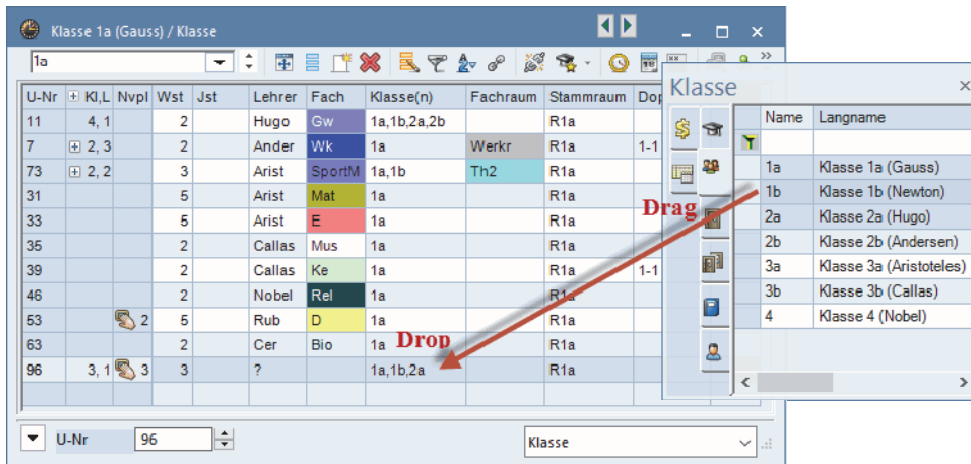 Klasse 1a (Gauss) / Klasse
1a
U-Nr Kl,L Nvpl Wst Jst Lehrer Fach Klasse(n) Fachraum Stammraum Dop
11 4, 1 2 Hugo Gw 1a,1b,2a,2b R1a
7 2, 3 2 Ander Wk 1a Werkr R1a 1-1
73 2, 2 3 Arist SportM 1a,1b Th2 R1a
31 5 Arist Mat 1a R1a
33 5 Arist E 1a R1a
35 2 Callas Mus 1a R1a
39 2 Callas Ke 1a R1a 1-1
46 2 Nobel Rel 1a R1a
53 2 5 Rub D 1a R1a
63 2 Cer Bio 1a R1a
96 3, 1 3 3 ? 1a,1b,2a R1a
U-Nr 96 Klasse
Drag
Drop
Klasse
Name Langname
1a Klasse 1a (Gauss)
1b Klasse 1b (Newton)
2a Klasse 2a (Hugo)
2b Klasse 2b (Andersen)
3a Klasse 3a (Aristoteles)
3b Klasse 3b (Callas)
4 Klasse 4 (Nobel)